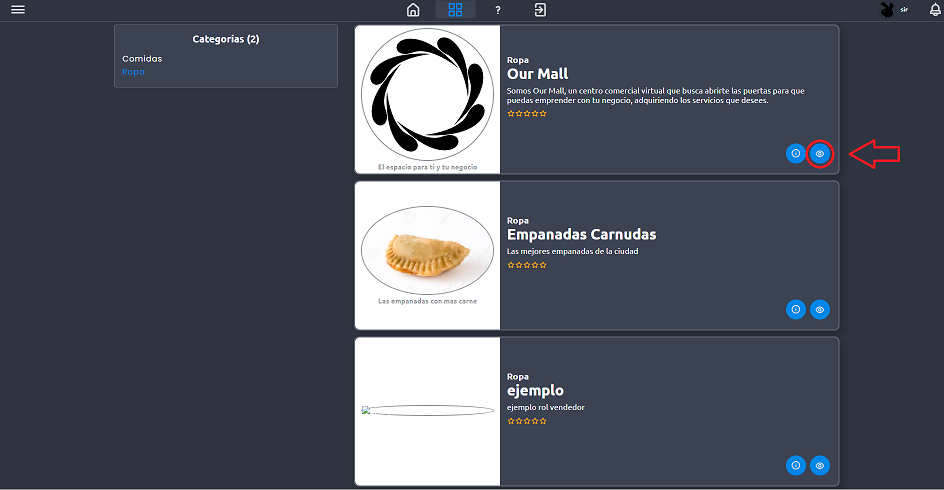 ?
sir
Categorías (2)
Comidas
Ropa
Ropa
Our Mall
Somos Our Mall, un centro comercial virtual que busca abrirte las puertas para que
puedas emprender con tu negocio, adquiriendo los servicios que desees.
El espacio para ti y tu negocio
Ropa
Empanadas Carnudas
Las mejores empanadas de la ciudad
Las empanadas con mas carne
Ropa
ejemplo
ejemplo rol vendedor